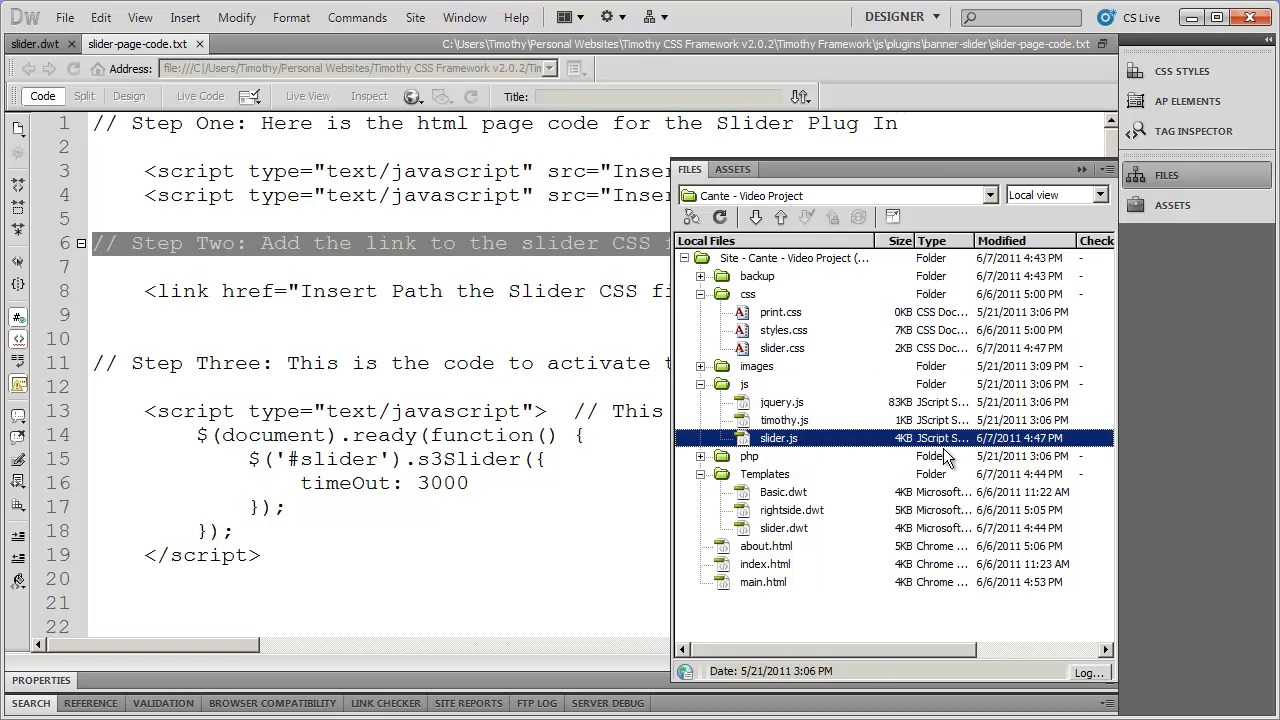 Dw File Edit View Insert Modify Format Commands Site Window Help DESIGNER CS Live
slider.dwt slider-page-code.txt C:\Users\Timothy\Personal Websites\Timothy CSS Framework v2.0.2\Timothy Framework\js\plugins\banner-slider\slider-page-code.txt
Address: file:///C|/Users/Timothy/Personal Websites/Timothy CSS Framework v2.0.2/Tin
Code Split Design Live Code Live View Inspect Title:
1 // Step One: Here is the html page code for the Slider Plug In
2
3 <script type="text/javascript" src="Inser
4 <script type="text/javascript" src="Inser
5
6 // Step Two: Add the link to the slider CSS f
7
8 <link href="Insert Path the Slider CSS fi
9
10
11 // Step Three: This is the code to activate t
12
13 <script type="text/javascript"> // This
14 $(document).ready(function() {
15 $('#slider').s3Slider({
16 timeOut: 3000
17 });
18 });
19 </script>
20
21
22
FILES ASSETS
Cante - Video Project Local view
Local Files Size Type Modified Check
Site - Cante - Video Project (... Folder 6/7/2011 4:43 PM -
backup Folder 6/7/2011 4:43 PM -
css Folder 6/6/2011 5:00 PM -
print.css 0KB CSS Doc... 5/21/2011 3:06 PM
styles.css 7KB CSS Doc... 6/6/2011 5:00 PM
slider.css 2KB CSS Doc... 6/7/2011 4:47 PM
images Folder 5/21/2011 3:09 PM -
js Folder 5/21/2011 3:06 PM -
jquery.js 83KB JScript S... 5/21/2011 3:06 PM
timothy.js 1KB JScript S... 5/21/2011 3:06 PM
slider.js 4KB JScript S... 6/7/2011 4:47 PM
php Folder 5/21/2011 3:06 PM -
Templates Folder 6/7/2011 4:44 PM -
Basic.dwt 4KB Microsoft... 6/6/2011 11:22 AM
rightside.dwt 5KB Microsoft... 6/6/2011 5:05 PM
slider.dwt 4KB Microsoft... 6/7/2011 4:44 PM
about.html 5KB Chrome ... 6/6/2011 5:06 PM
index.html 4KB Chrome ... 6/6/2011 11:23 AM
main.html 4KB Chrome ... 6/6/2011 4:53 PM
Date: 5/21/2011 3:06 PM Log...
CSS STYLES
AP ELEMENTS
TAG INSPECTOR
FILES
ASSETS
PROPERTIES
SEARCH REFERENCE VALIDATION BROWSER COMPATIBILITY LINK CHECKER SITE REPORTS FTP LOG SERVER DEBUG